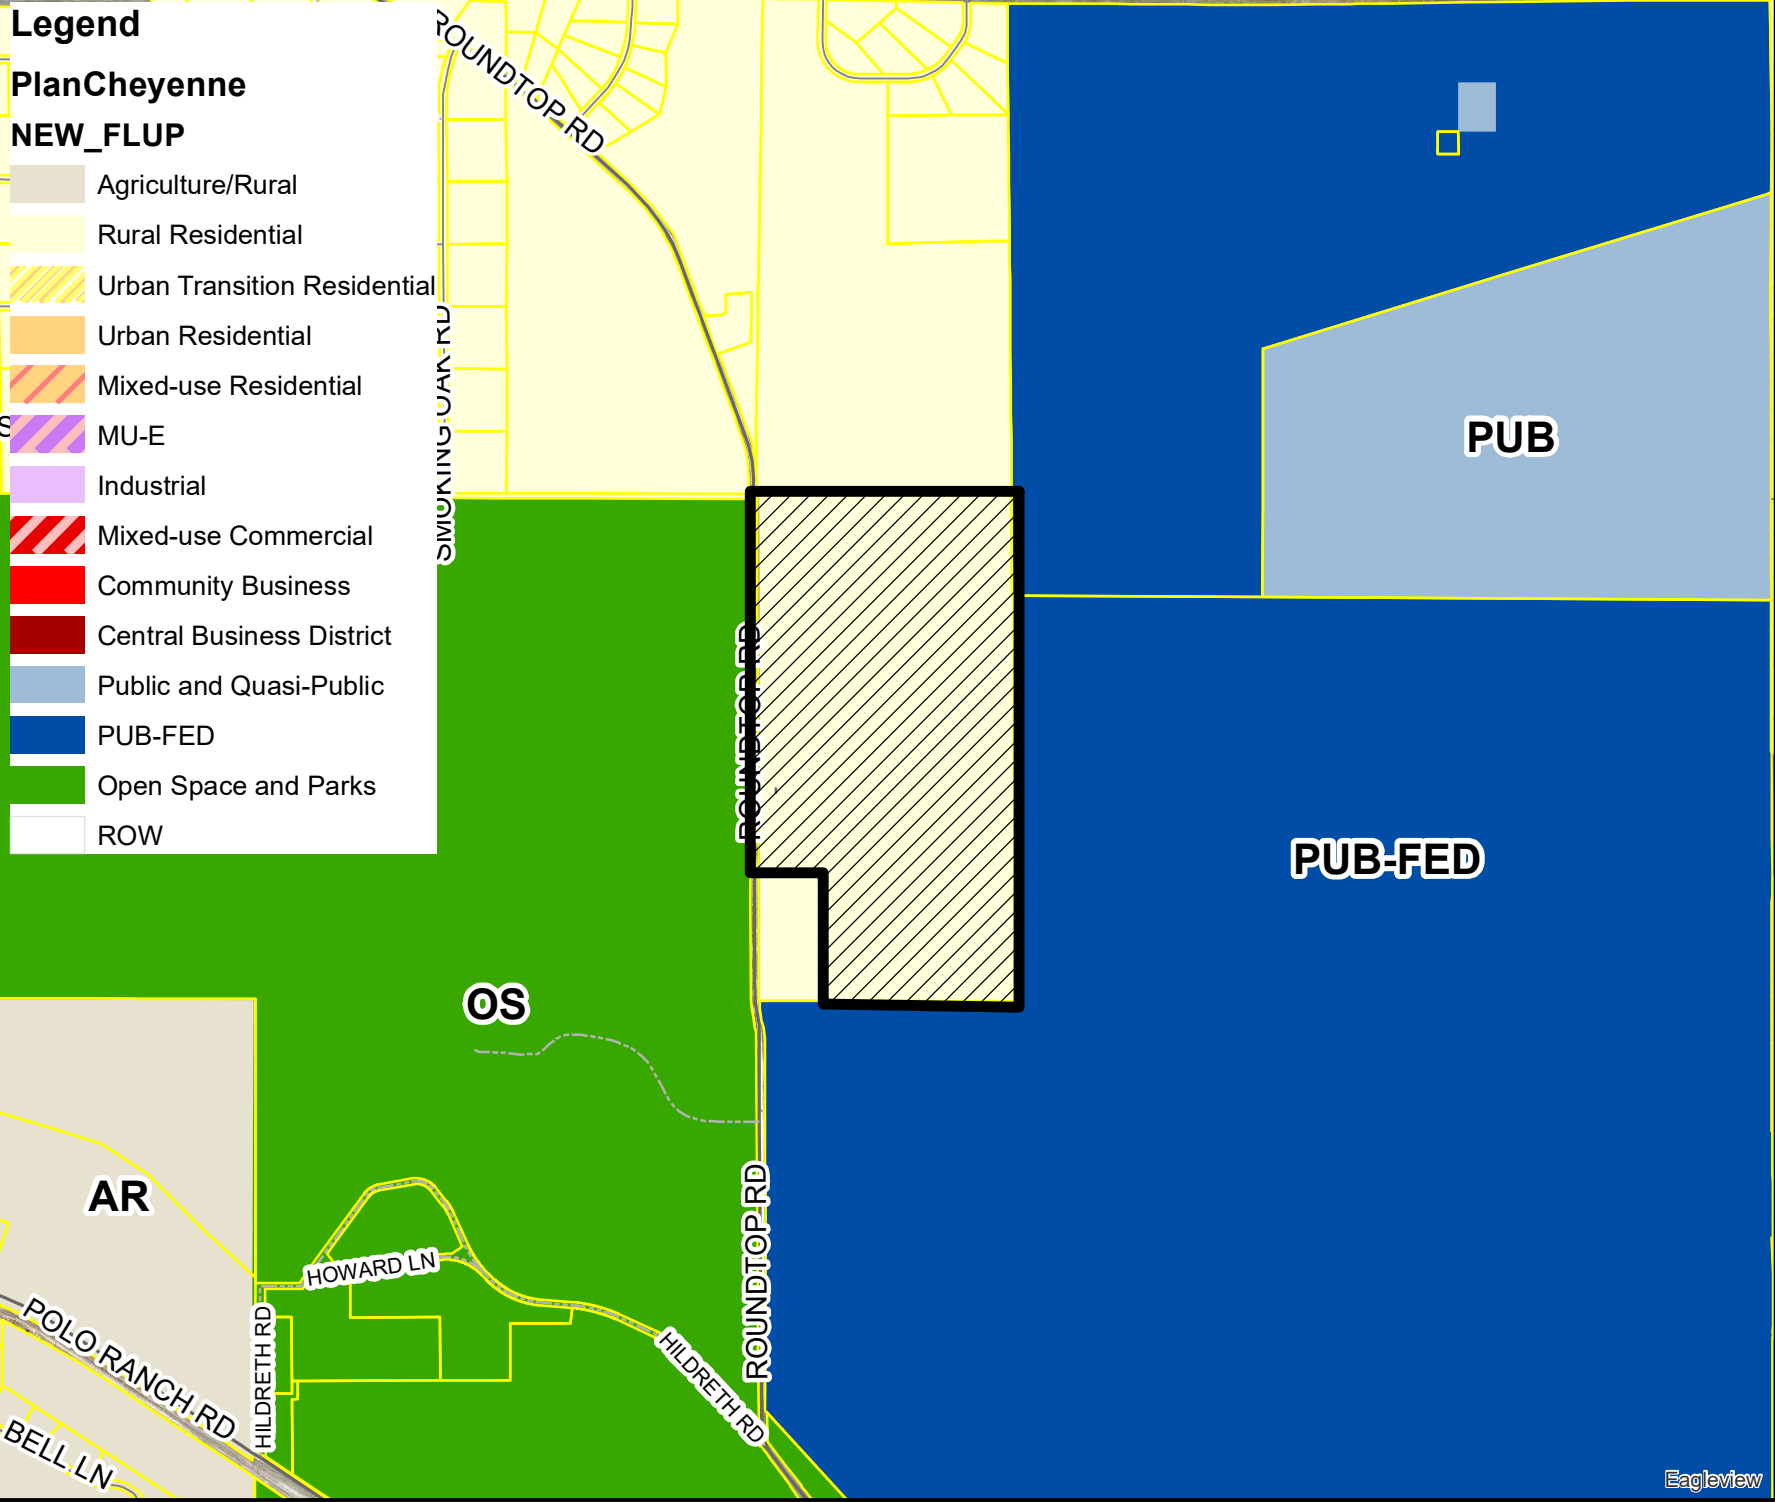 Legend
PlanCheyenne
NEW_FLUP
Agriculture/Rural
Rural Residential
Urban Transition Residential
Urban Residential
Mixed-use Residential
MU-E
Industrial
Mixed-use Commercial
Community Business
Central Business District
Public and Quasi-Public
PUB-FED
Open Space and Parks
ROW
ROUNDTOP RD
SMOKING OAK RD
S
PUB
ROUNDTOP RD
PUB-FED
OS
AR
ROUNDTOP RD
HOWARD LN
HILDRETH RD
HILDRETH RD
POLO RANCH RD
BELL LN
Eagleview